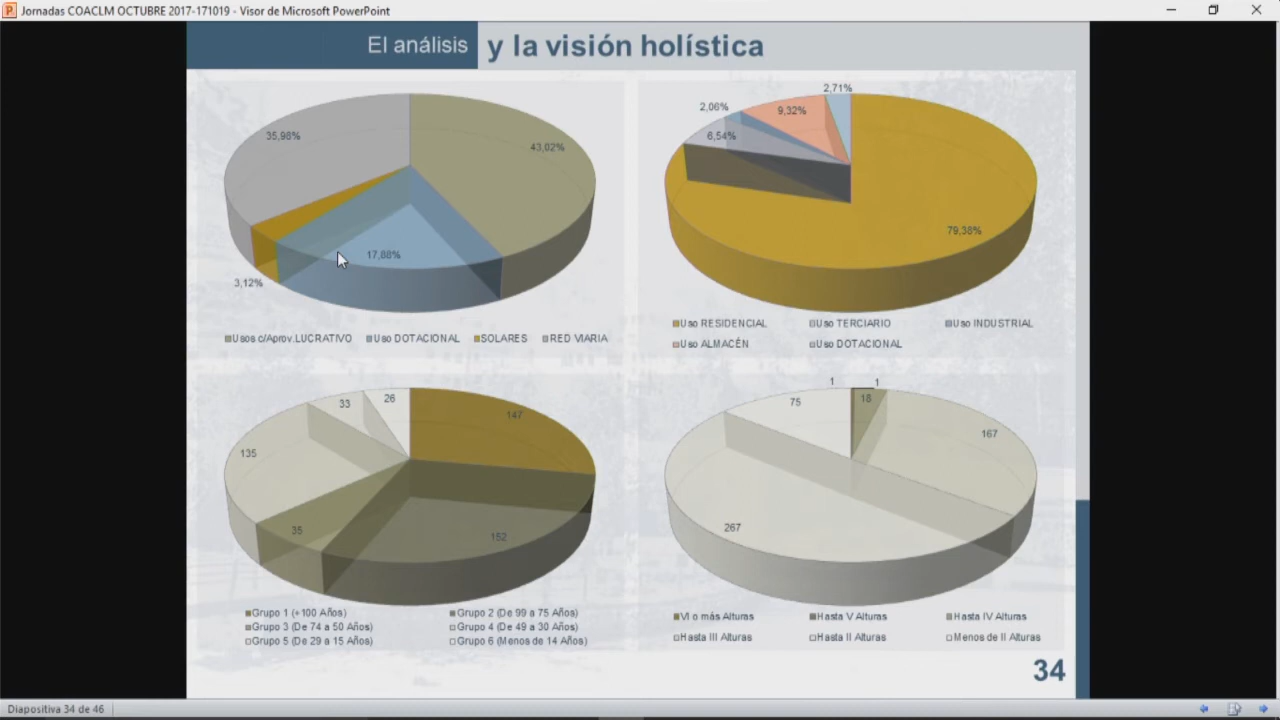 Jornadas COACLM OCTUBRE 2017-171019 - Visor de Microsoft PowerPoint
El análisis y la visión holística
35,98%
43,02%
17,88%
3,12%
Usos c/Aprov.LUCRATIVO Uso DOTACIONAL SOLARES RED VIARIA
2,71%
2,06%
9,32%
6,54%
79,38%
Uso RESIDENCIAL Uso TERCIARIO Uso INDUSTRIAL
Uso ALMACÉN Uso DOTACIONAL
33
26
147
135
35
152
Grupo 1 (+100 Años) Grupo 2 (De 99 a 75 Años)
Grupo 3 (De 74 a 50 Años) Grupo 4 (De 49 a 30 Años)
Grupo 5 (De 29 a 15 Años) Grupo 6 (Menos de 14 Años)
1
1
75
18
167
267
VI o más Alturas Hasta V Alturas Hasta IV Alturas
Hasta III Alturas Hasta II Alturas Menos de II Alturas
34
Diapositiva 34 de 46